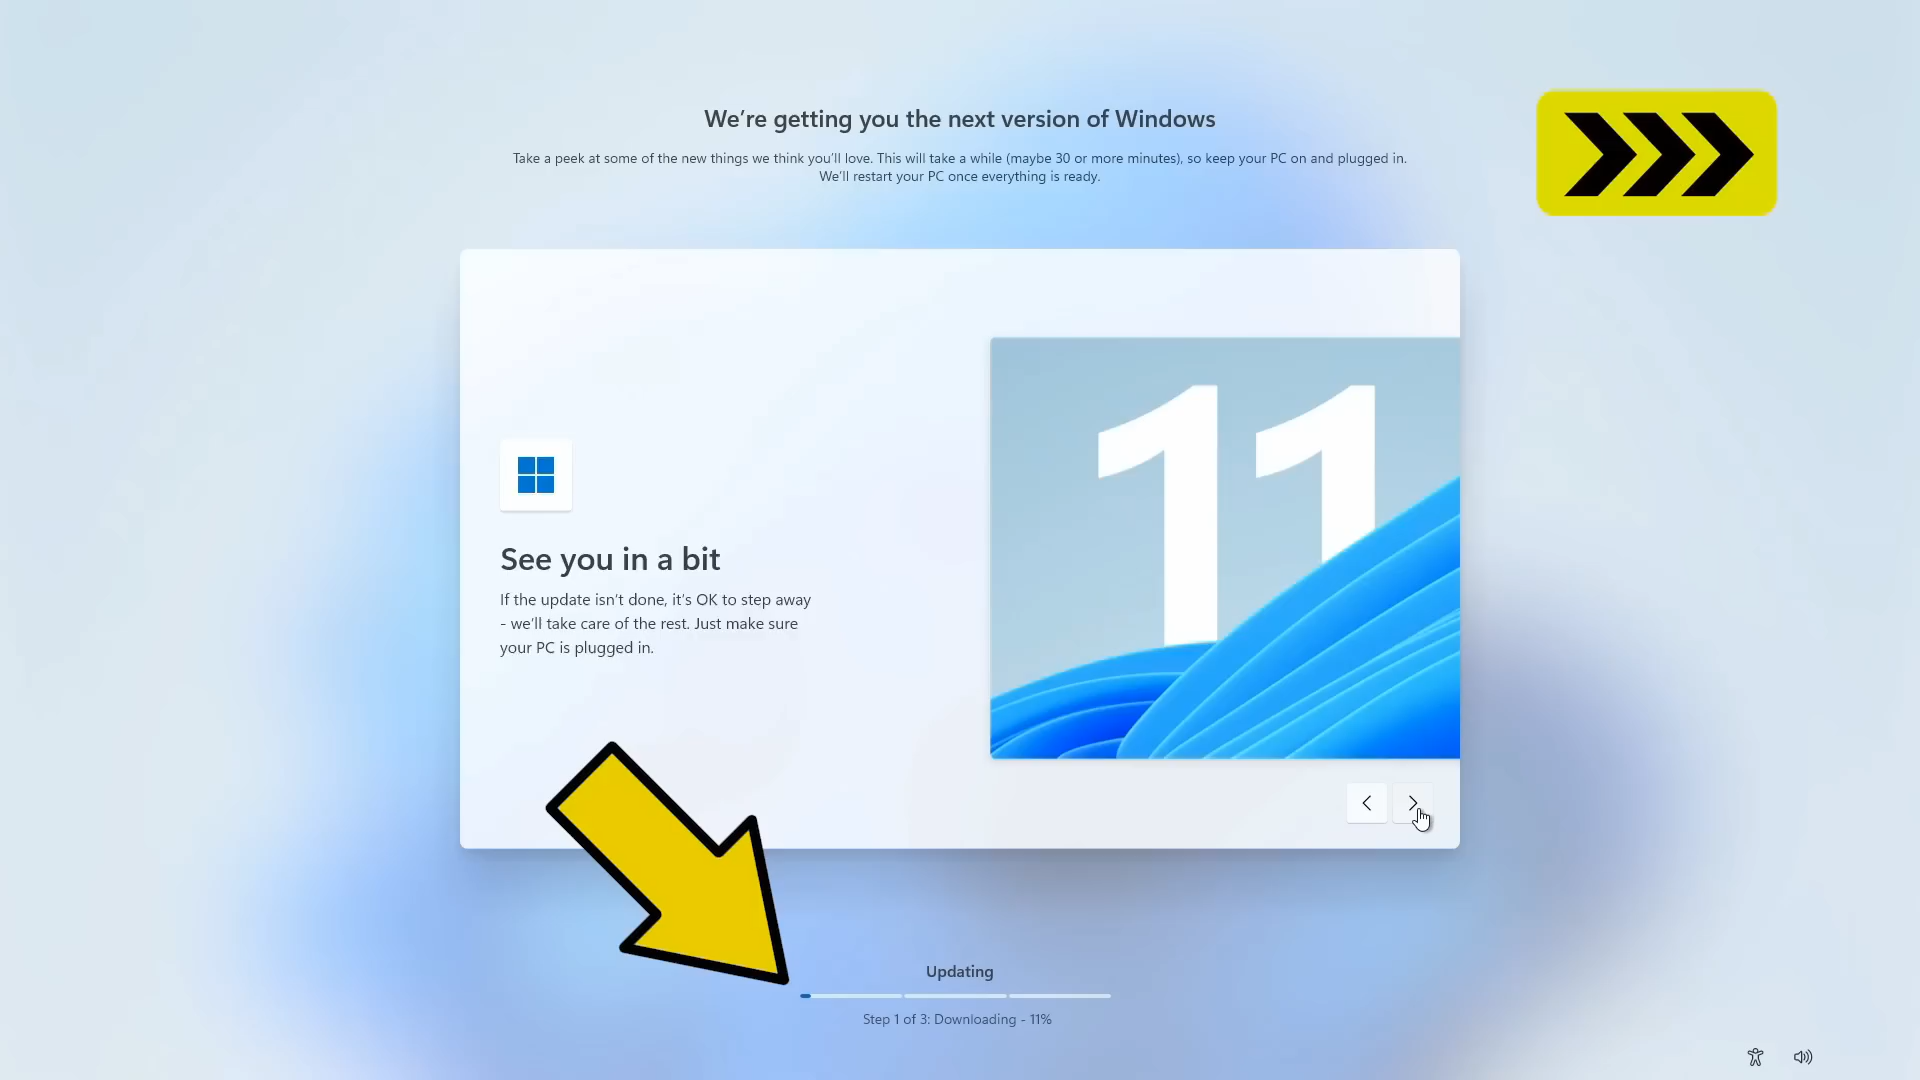 We’re getting you the next version of Windows
Take a peek at some of the new things we think you’ll love. This will take a while (maybe 30 or more minutes), so keep your PC on and plugged in.
We’ll restart your PC once everything is ready.
11
See you in a bit
If the update isn’t done, it’s OK to step away
- we’ll take care of the rest. Just make sure
your PC is plugged in.
Updating
Step 1 of 3: Downloading - 11%